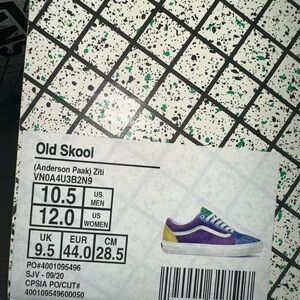 Old Skool
(Anderson Paak) Ziti
VN0A4U3B2N9
10.5 US MEN
12.0 US WOMEN
UK EUR CM
9.5 44.0 28.5
PO#4001095496
SJV - 09/20
CPSIA PO/CUT#
400109549600050